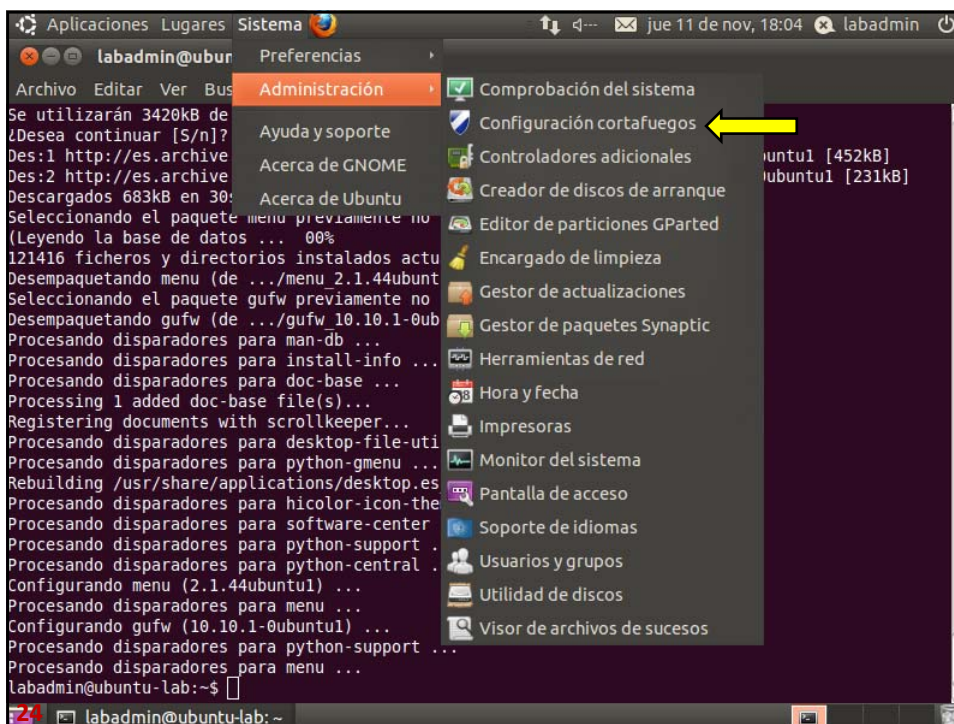 Aplicaciones Lugares Sistema jue 11 de nov, 18:04 labadmin
labadmin@ubun
Archivo Editar Ver Bus
Preferencias
Administración
Ayuda y soporte
Acerca de GNOME
Acerca de Ubuntu
Comprobación del sistema
Configuración cortafuegos
Controladores adicionales
Creador de discos de arranque
Editor de particiones GParted
Encargado de limpieza
Gestor de actualizaciones
Gestor de paquetes Synaptic
Herramientas de red
Hora y fecha
Impresoras
Monitor del sistema
Pantalla de acceso
Soporte de idiomas
Usuarios y grupos
Utilidad de discos
Visor de archivos de sucesos
Se utilizarán 3420kB de
¿Desea continuar [S/n]?
Des:1 http://es.archive untu1 [452kB]
Des:2 http://es.archive ubuntu1 [231kB]
Descargados 683kB en 30s
Seleccionando el paquete menu previamente no
(Leyendo la base de datos ... 00%
121416 ficheros y directorios instalados actu
Desempaquetando menu (de .../menu_2.1.44ubunt
Seleccionando el paquete gufw previamente no
Desempaquetando gufw (de .../gufw_10.10.1-0ub
Procesando disparadores para man-db ...
Procesando disparadores para install-info ...
Procesando disparadores para doc-base ...
Processing 1 added doc-base file(s)...
Registering documents with scrollkeeper...
Procesando disparadores para desktop-file-uti
Procesando disparadores para python-gmenu ...
Rebuilding /usr/share/applications/desktop.es
Procesando disparadores para hicolor-icon-the
Procesando disparadores para software-center
Procesando disparadores para python-support .
Procesando disparadores para python-central .
Configurando menu (2.1.44ubuntu1) ...
Procesando disparadores para menu ...
Configurando gufw (10.10.1-0ubuntu1) ...
Procesando disparadores para python-support ...
Procesando disparadores para menu ...
labadmin@ubuntu-lab:~$
24 labadmin@ubuntu-lab: ~